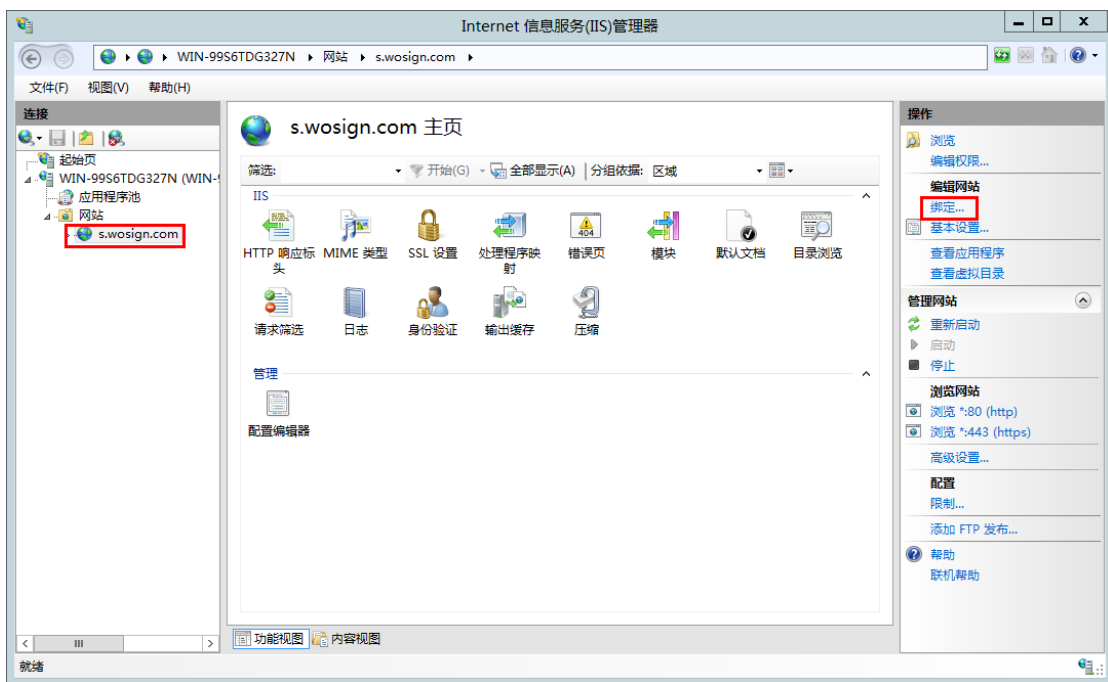 Internet 信息服务(IIS)管理器
WIN-99S6TDG327N 网站 s.wosign.com
文件(F) 视图(V) 帮助(H)
连接
起始页
WIN-99S6TDG327N (WIN-
应用程序池
网站
s.wosign.com
s.wosign.com 主页
筛选: 开始(G) 全部显示(A) 分组依据: 区域
IIS
HTTP 响应标头 MIME 类型 SSL 设置 处理程序映射 错误页 模块 默认文档 目录浏览
404
请求筛选 日志 身份验证 输出缓存 压缩
管理
配置编辑器
功能视图 内容视图
操作
浏览
编辑权限...
编辑网站
绑定...
基本设置...
查看应用程序
查看虚拟目录
管理网站
重新启动
启动
停止
浏览网站
浏览 *:80 (http)
浏览 *:443 (https)
高级设置...
配置
限制...
添加 FTP 发布...
帮助
联机帮助
就绪